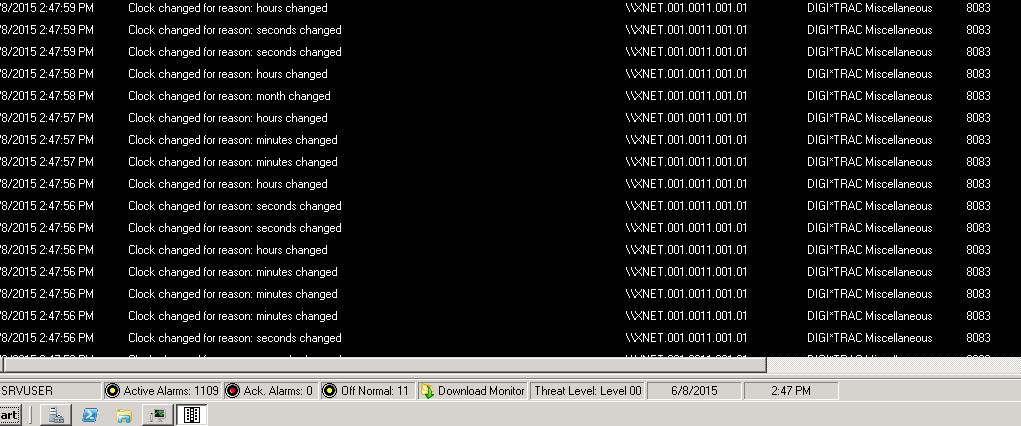 /8/2015 2:47:59 PM Clock changed for reason: hours changed \\XNET.001.0011.001.01 DIGI*TRAC Miscellaneous 8083
/8/2015 2:47:59 PM Clock changed for reason: seconds changed \\XNET.001.0011.001.01 DIGI*TRAC Miscellaneous 8083
/8/2015 2:47:59 PM Clock changed for reason: seconds changed \\XNET.001.0011.001.01 DIGI*TRAC Miscellaneous 8083
/8/2015 2:47:58 PM Clock changed for reason: hours changed \\XNET.001.0011.001.01 DIGI*TRAC Miscellaneous 8083
/8/2015 2:47:58 PM Clock changed for reason: month changed \\XNET.001.0011.001.01 DIGI*TRAC Miscellaneous 8083
/8/2015 2:47:57 PM Clock changed for reason: hours changed \\XNET.001.0011.001.01 DIGI*TRAC Miscellaneous 8083
/8/2015 2:47:57 PM Clock changed for reason: minutes changed \\XNET.001.0011.001.01 DIGI*TRAC Miscellaneous 8083
/8/2015 2:47:57 PM Clock changed for reason: minutes changed \\XNET.001.0011.001.01 DIGI*TRAC Miscellaneous 8083
/8/2015 2:47:56 PM Clock changed for reason: hours changed \\XNET.001.0011.001.01 DIGI*TRAC Miscellaneous 8083
/8/2015 2:47:56 PM Clock changed for reason: seconds changed \\XNET.001.0011.001.01 DIGI*TRAC Miscellaneous 8083
/8/2015 2:47:56 PM Clock changed for reason: seconds changed \\XNET.001.0011.001.01 DIGI*TRAC Miscellaneous 8083
/8/2015 2:47:56 PM Clock changed for reason: hours changed \\XNET.001.0011.001.01 DIGI*TRAC Miscellaneous 8083
/8/2015 2:47:56 PM Clock changed for reason: minutes changed \\XNET.001.0011.001.01 DIGI*TRAC Miscellaneous 8083
/8/2015 2:47:56 PM Clock changed for reason: minutes changed \\XNET.001.0011.001.01 DIGI*TRAC Miscellaneous 8083
/8/2015 2:47:56 PM Clock changed for reason: minutes changed \\XNET.001.0011.001.01 DIGI*TRAC Miscellaneous 8083
/8/2015 2:47:56 PM Clock changed for reason: seconds changed \\XNET.001.0011.001.01 DIGI*TRAC Miscellaneous 8083
SRVUSER Active Alarms: 1109 Ack. Alarms: 0 Off Normal: 11 Download Monitor Threat Level: Level 00 6/8/2015 2:47 PM
art